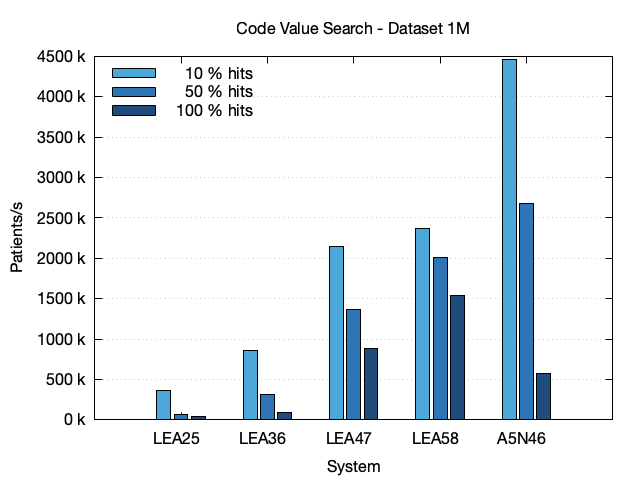 Code Value Search - Dataset 1M
4500 k
4000 k
3500 k
3000 k
2500 k
2000 k
1500 k
1000 k
500 k
0 k
Patients/s
10 % hits
50 % hits
100 % hits
LEA25 LEA36 LEA47 LEA58 A5N46
System